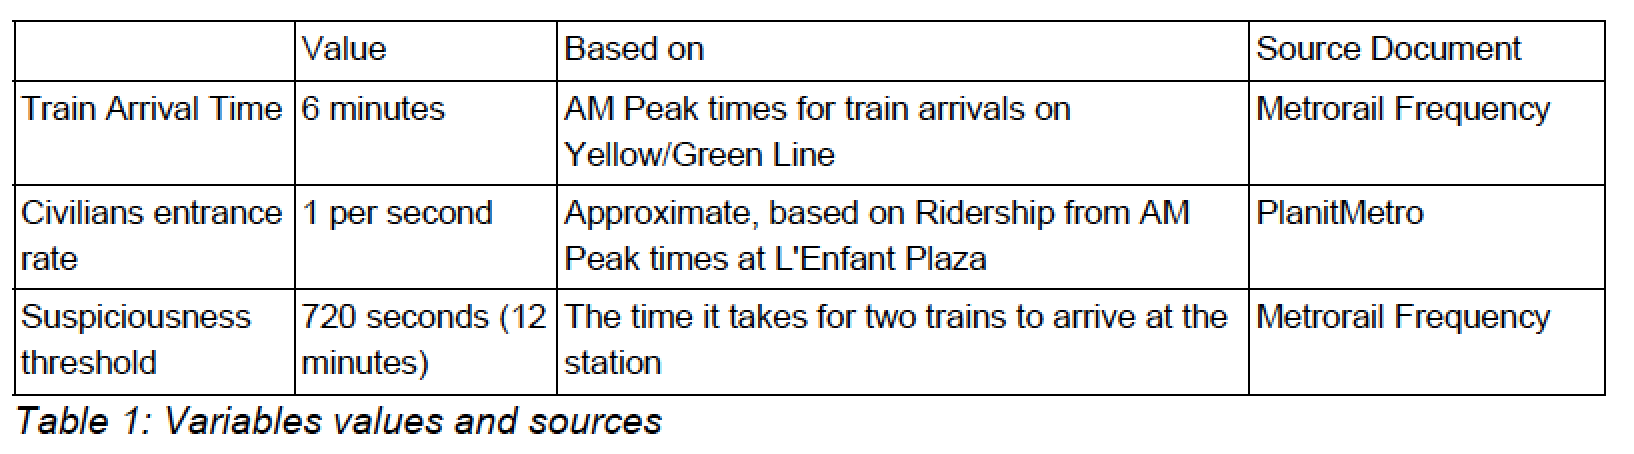 Value Based on Source Document
Train Arrival Time 6 minutes AM Peak times for train arrivals on Metrorail Frequency
Yellow/Green Line
Civilians entrance 1 per second Approximate, based on Ridership from AM PlanitMetro
rate Peak times at L'Enfant Plaza
Suspiciousness 720 seconds (12 The time it takes for two trains to arrive at the Metrorail Frequency
threshold minutes) station
Table 1: Variables values and sources